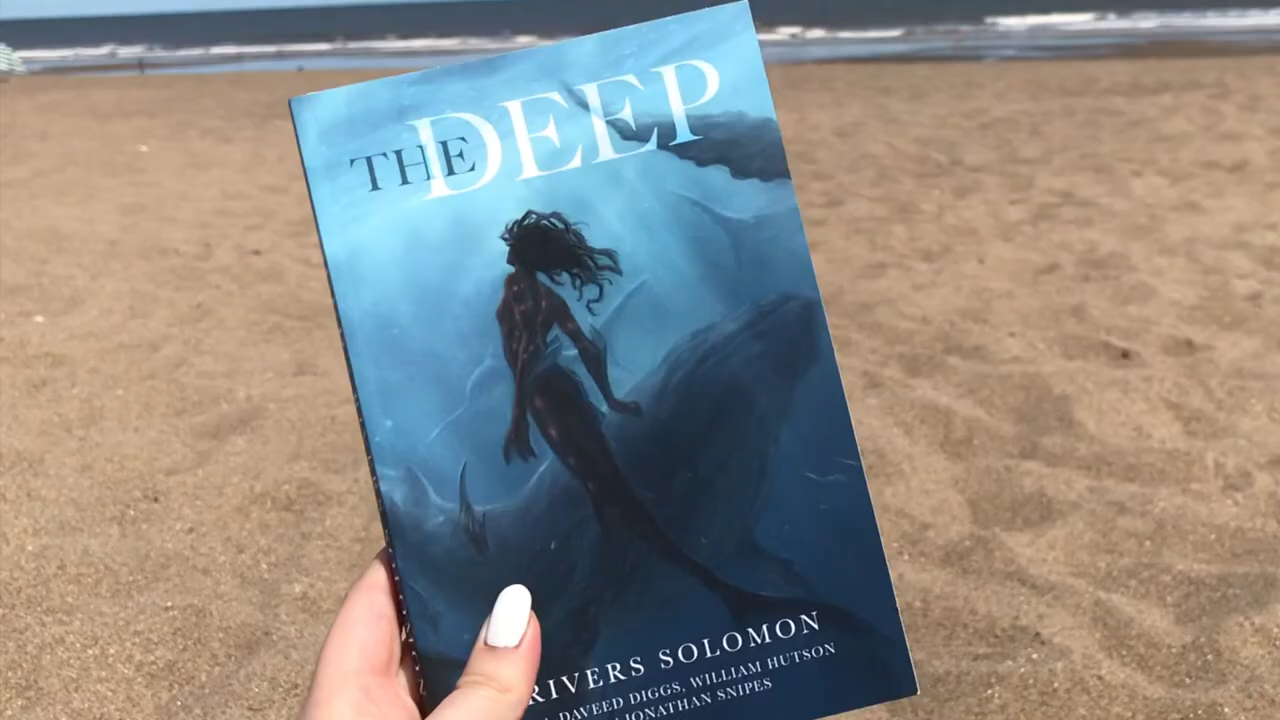 THE DEEP
RIVERS SOLOMON
DAVEED DIGGS, WILLIAM HUTSON
JONATHAN SNIPES